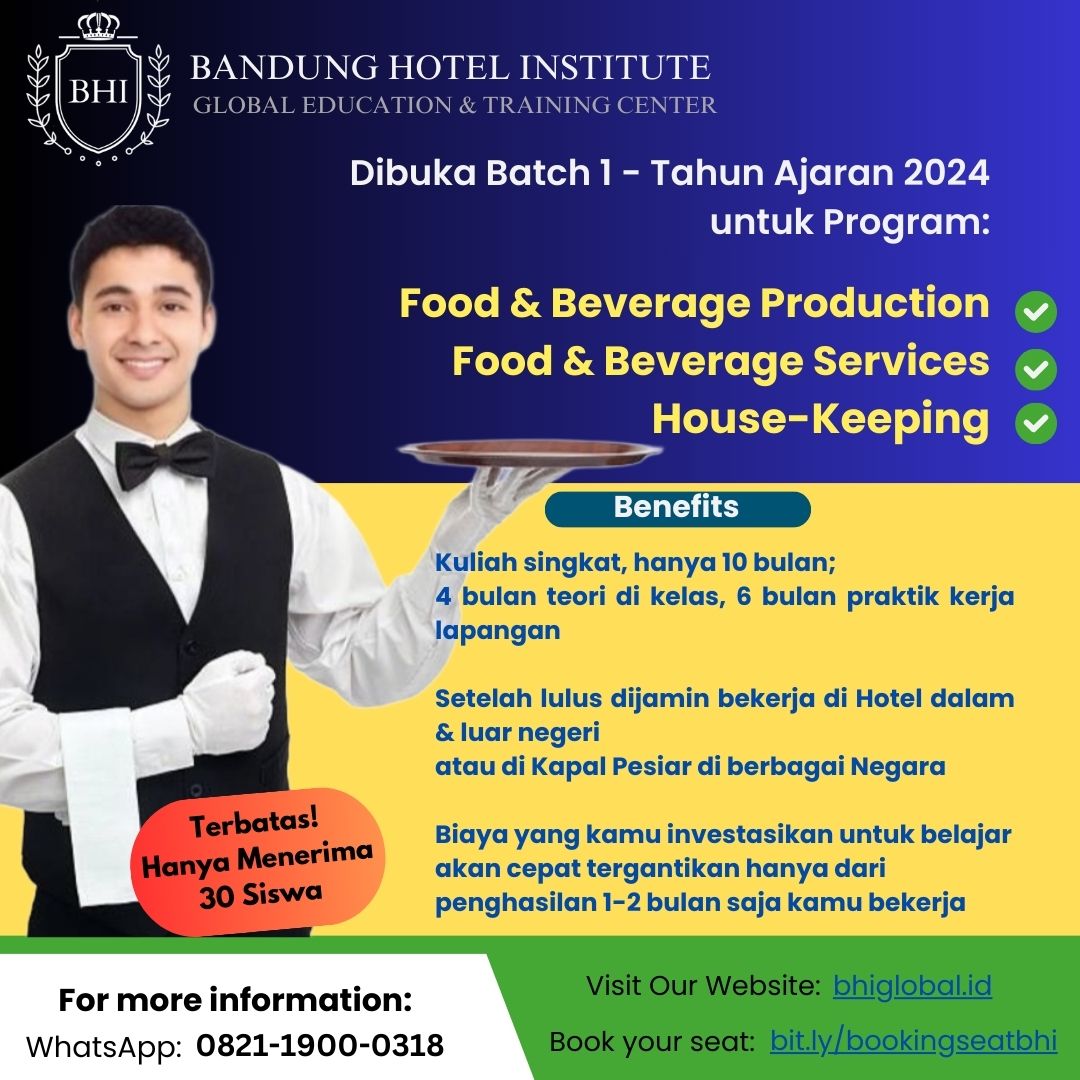 BHI
BANDUNG HOTEL INSTITUTE
GLOBAL EDUCATION & TRAINING CENTER
Dibuka Batch 1 - Tahun Ajaran 2024
untuk Program:
Food & Beverage Production
Food & Beverage Services
House-Keeping
Benefits
Kuliah singkat, hanya 10 bulan;
4 bulan teori di kelas, 6 bulan praktik kerja
lapangan
Setelah lulus dijamin bekerja di Hotel dalam
& luar negeri
atau di Kapal Pesiar di berbagai Negara
Biaya yang kamu investasikan untuk belajar
akan cepat tergantikan hanya dari
penghasilan 1-2 bulan saja kamu bekerja
Terbatas!
Hanya Menerima
30 Siswa
For more information:
WhatsApp: 0821-1900-0318
Visit Our Website: bhiglobal.id
Book your seat: bit.ly/bookingseatbhi